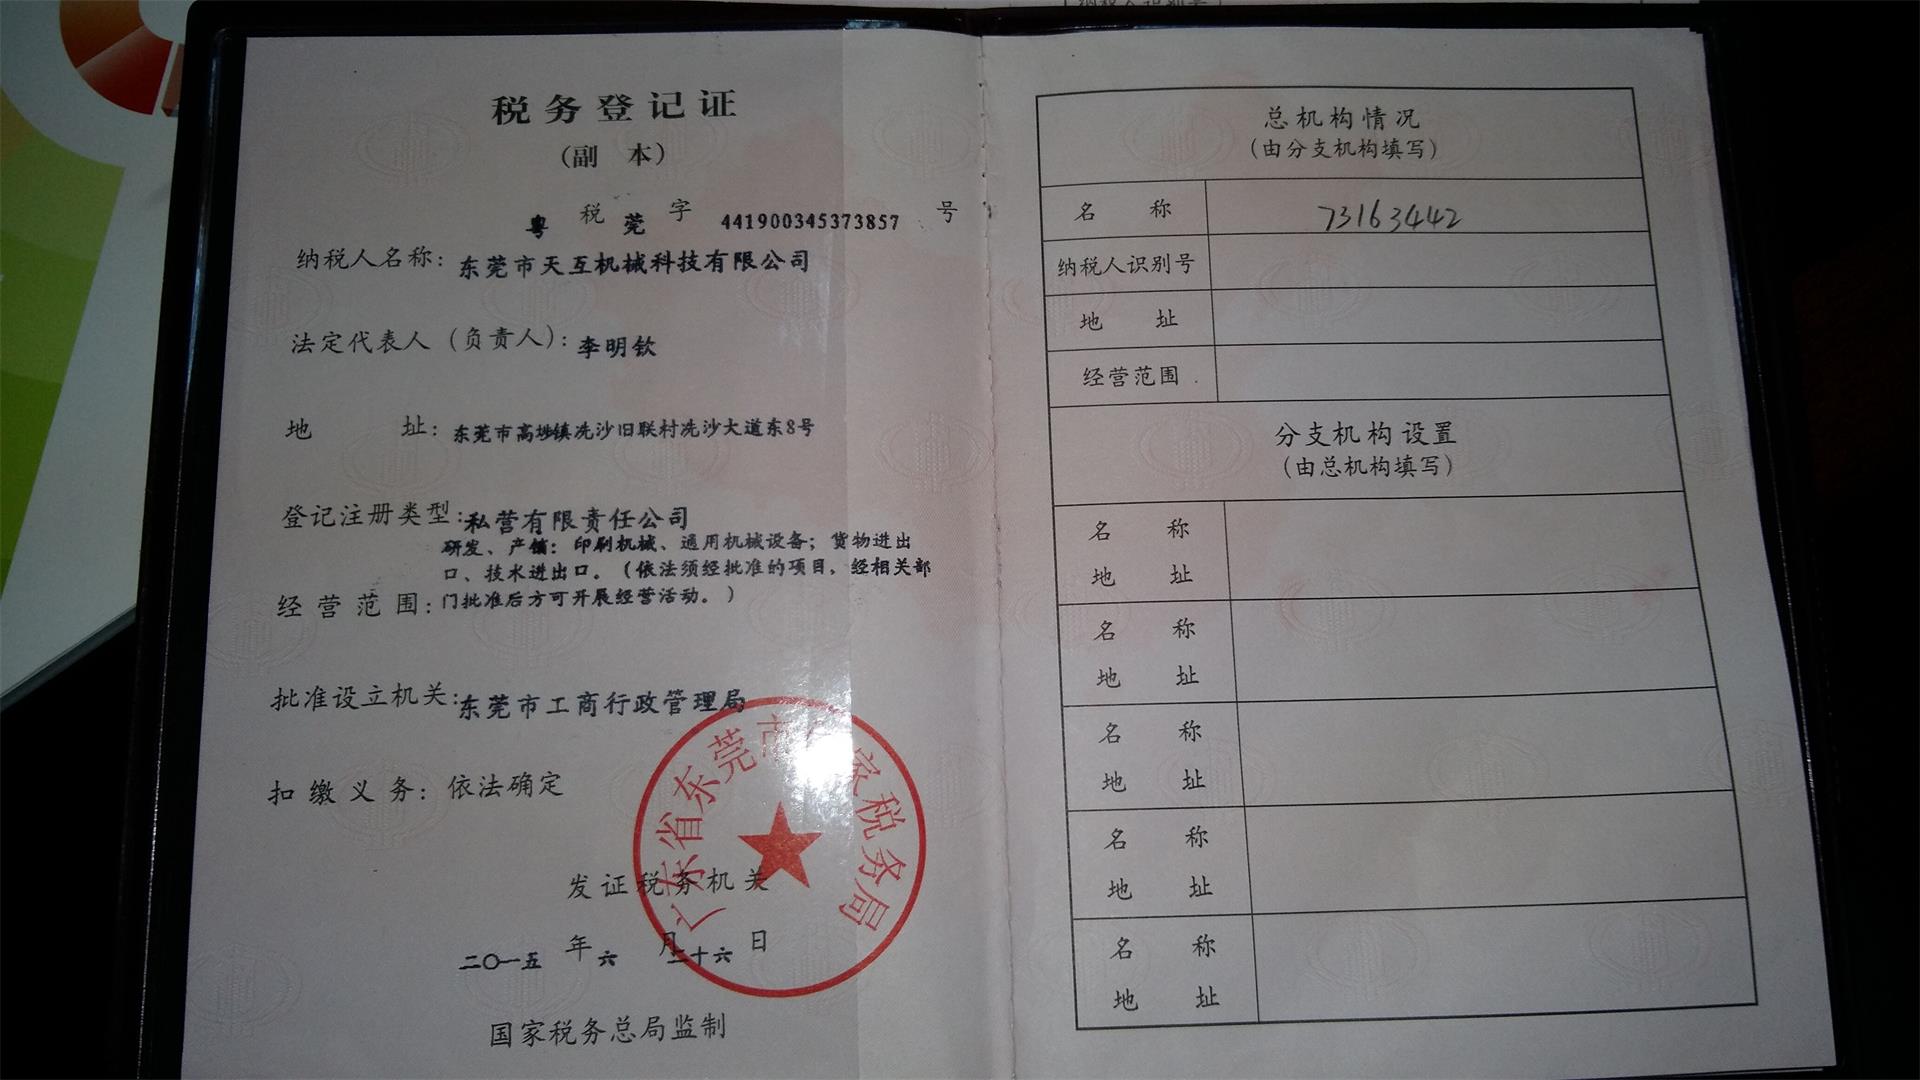 税务登记证
(副 本)
粤 税 莞 字 441900345373857 号
纳税人名称：东莞市天互机械科技有限公司
法定代表人（负责人）：李明钦
地 址：东莞市高埗镇冼沙旧联村冼沙大道东8号
登记注册类型：私营有限责任公司
研发、产销：印刷机械、通用机械设备；货物进出
口、技术进出口。（依法须经批准的项目，经相关部
经营范围：门批准后方可开展经营活动。）
批准设立机关：东莞市工商行政管理局
扣缴义务：依法确定
广东省东莞市 家税务局
发证税务机关
二〇一五 年 六 月 二十六 日
国家税务总局监制
总机构情况
(由分支机构填写)
名 称 73163442
纳税人识别号
地 址
经营范围
分支机构设置
(由总机构填写)
名 称
地 址
名 称
地 址
名 称
地 址
名 称
地 址
名 称
地 址